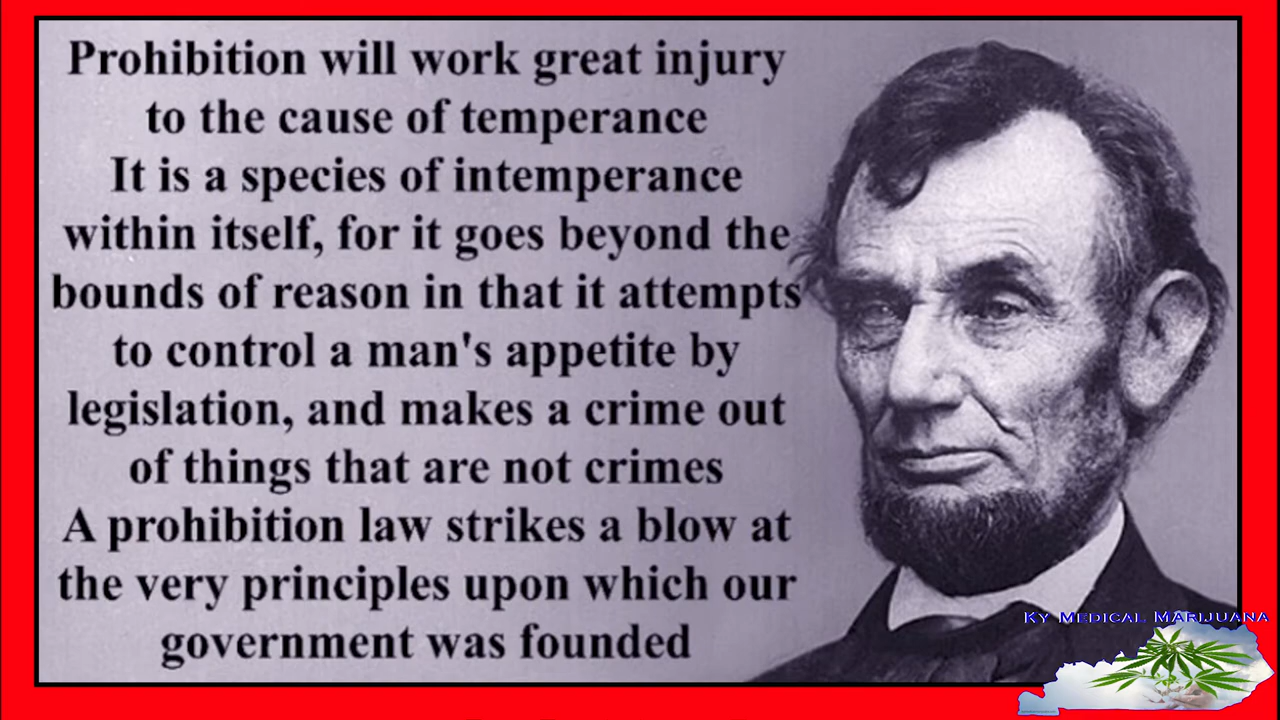 Prohibition will work great injury
to the cause of temperance
It is a species of intemperance
within itself, for it goes beyond the
bounds of reason in that it attempts
to control a man's appetite by
legislation, and makes a crime out
of things that are not crimes
A prohibition law strikes a blow at
the very principles upon which our
government was founded
Ky Medical Marijuana